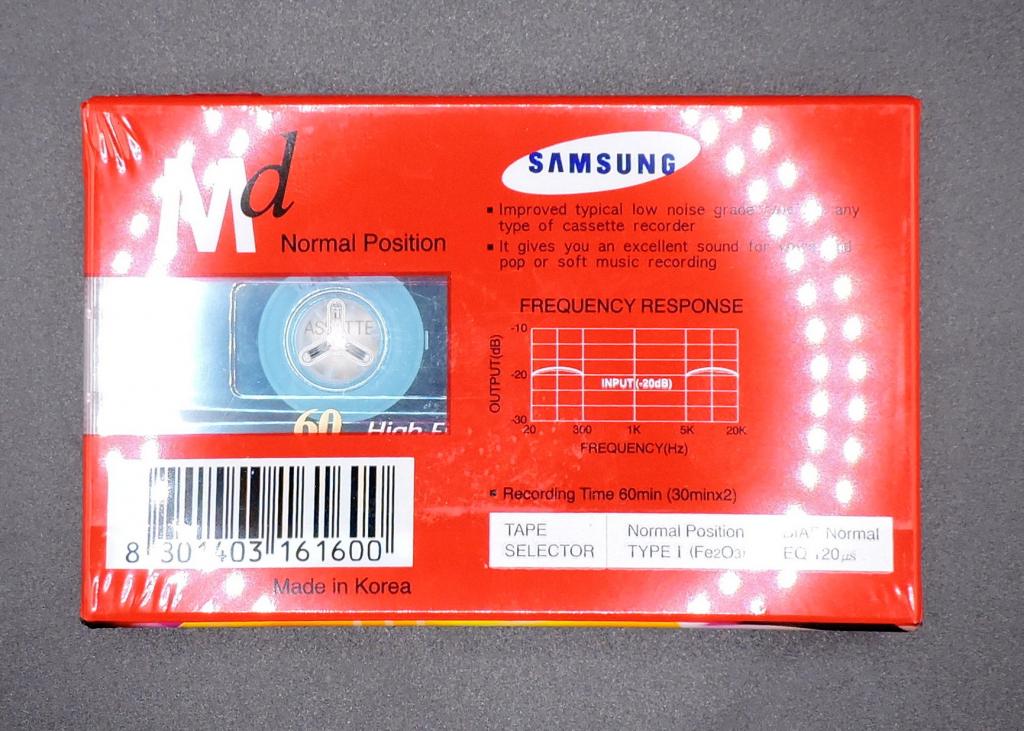 Md
Normal Position
SAMSUNG
▪ Improved typical low noise grade any
type of cassette recorder
▪ It gives you an excellent sound for
pop or soft music recording
60 High
FREQUENCY RESPONSE
OUTPUT(dB)
-10
-20
-30
INPUT(-20dB)
20 300 1K 5K 20K
FREQUENCY(Hz)
▪ Recording Time 60min (30minx2)
TAPE
SELECTOR
Normal Position
TYPE I (Fe2O3)
BIAS Normal
EQ 120μs
8 301403 161600
Made in Korea